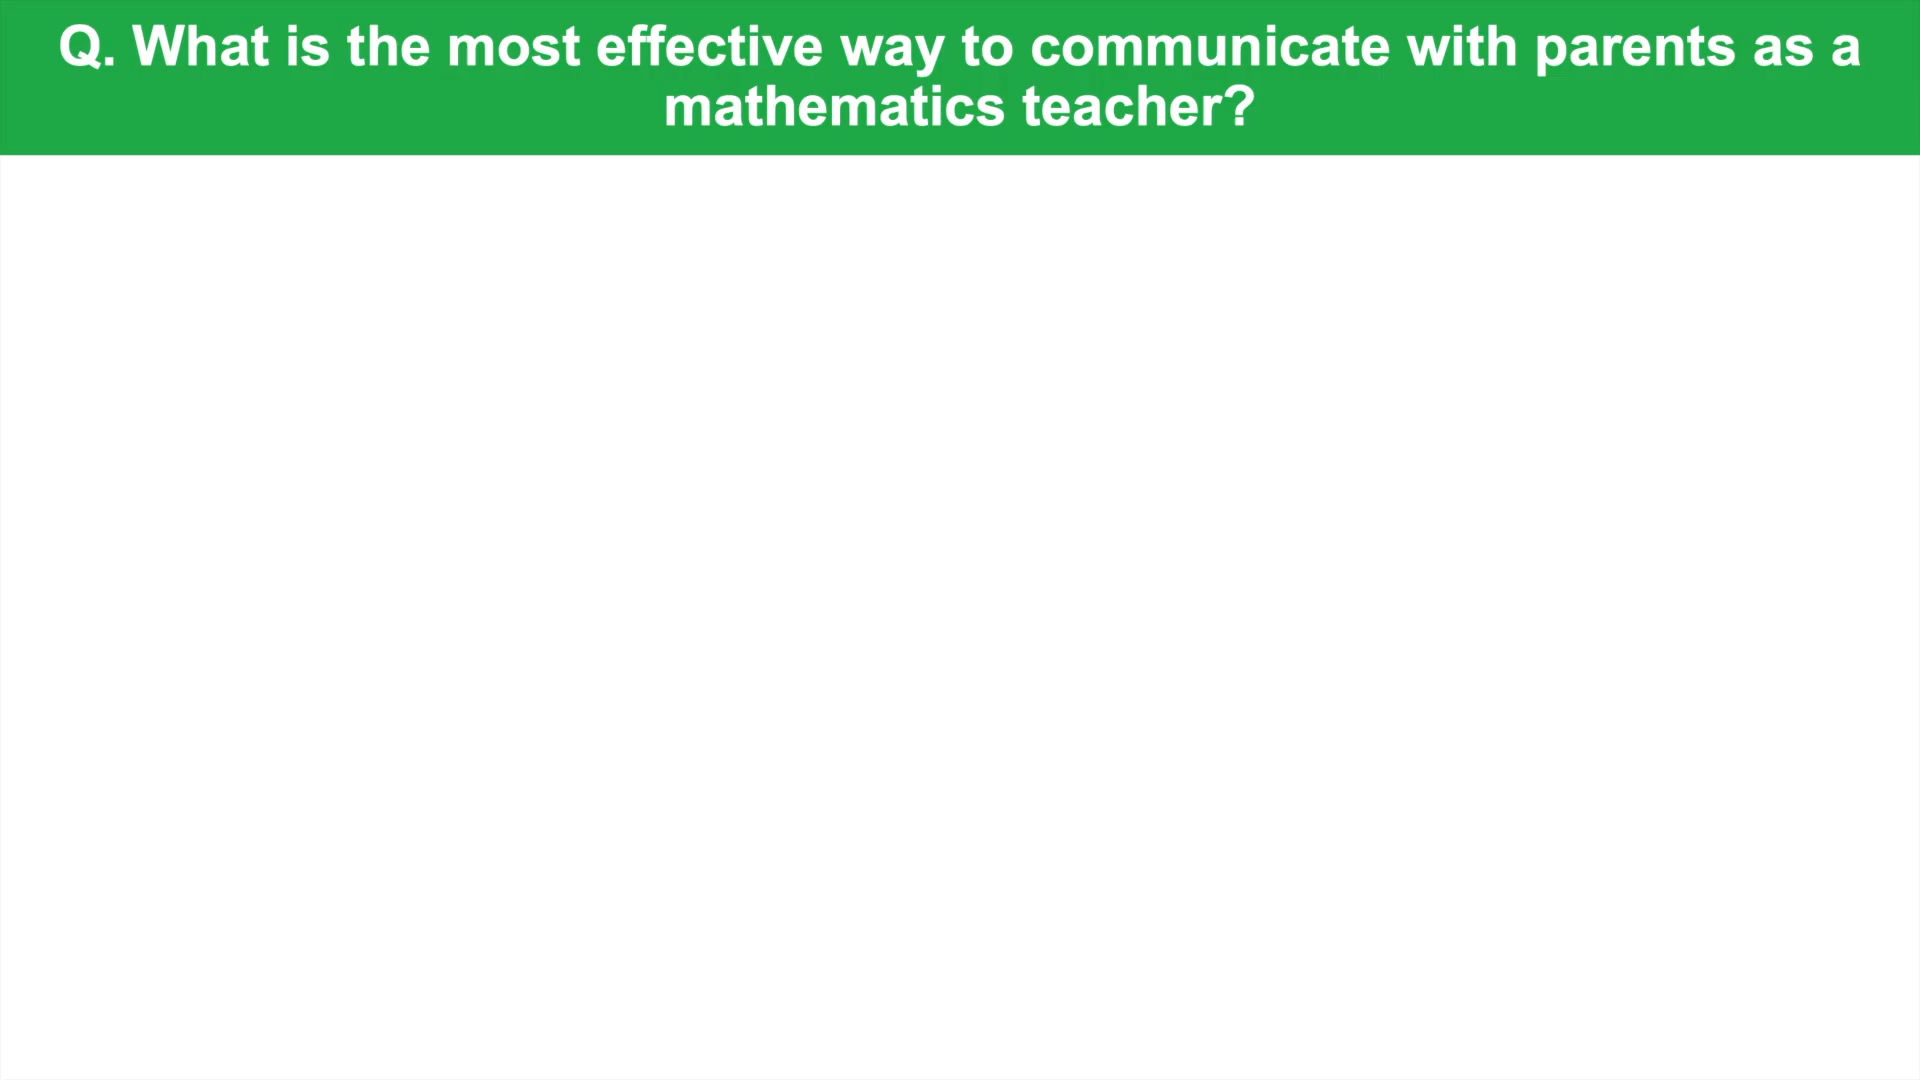 Q. What is the most effective way to communicate with parents as a
mathematics teacher?